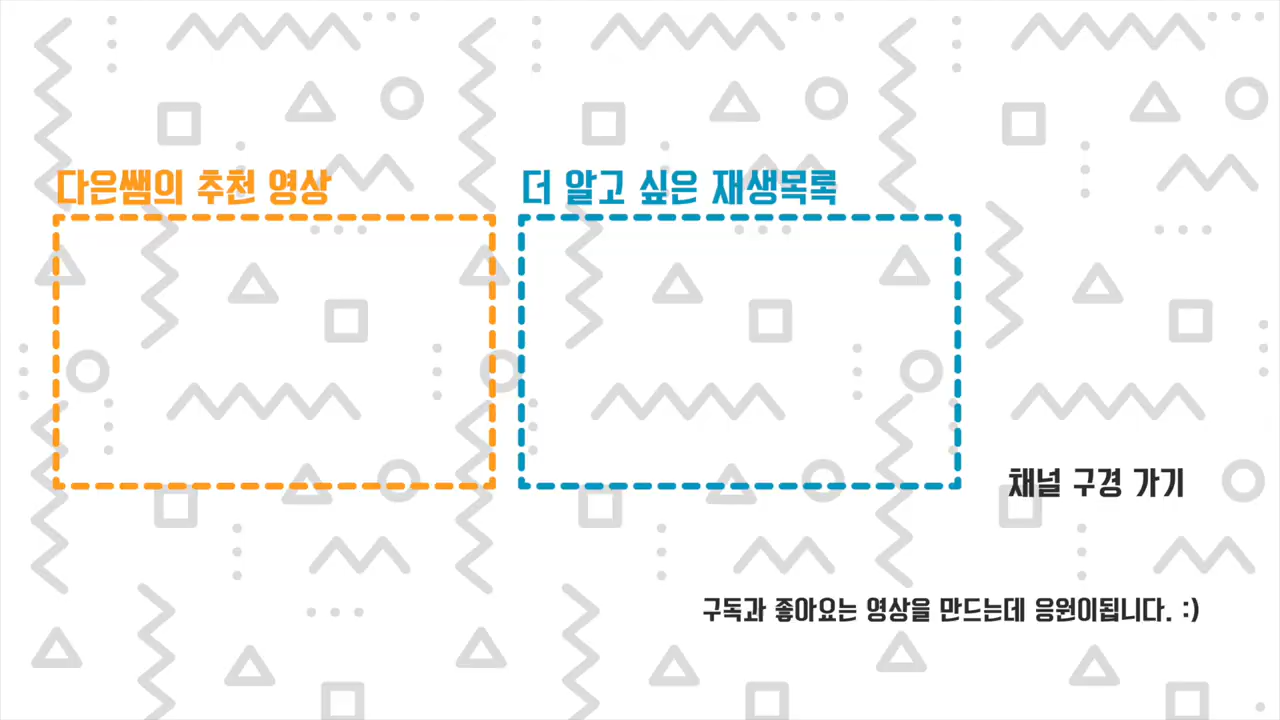 다은쌤의 추천 영상
더 알고 싶은 재생목록
채널 구경 가기
구독과 좋아요는 영상을 만드는데 응원이됩니다. :)